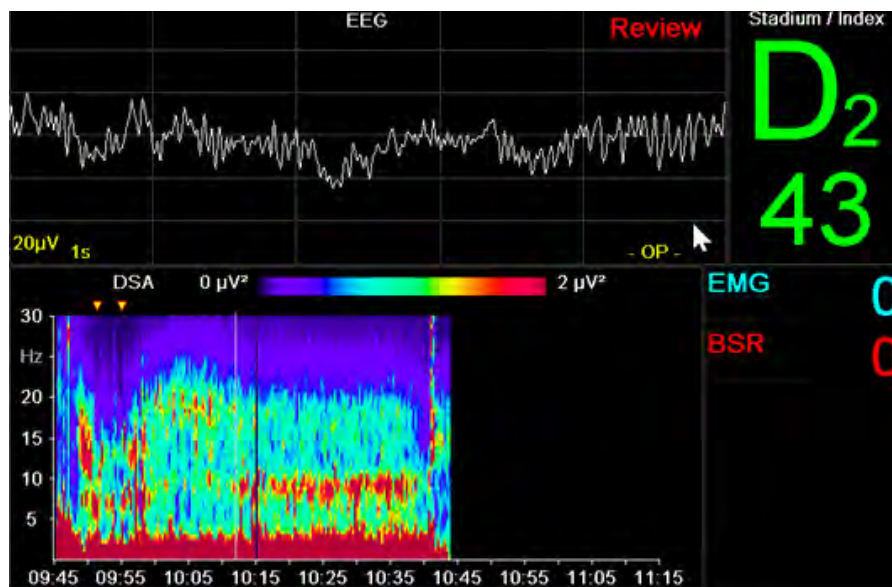 EEG
Review
Stadium / Index
D2
43
20µV 1s
- OP -
DSA 0 µV² 2 µV²
EMG 0
BSR 0
30
Hz
20
15
10
5
09:45 09:55 10:05 10:15 10:25 10:35 10:45 10:55 11:05 11:15